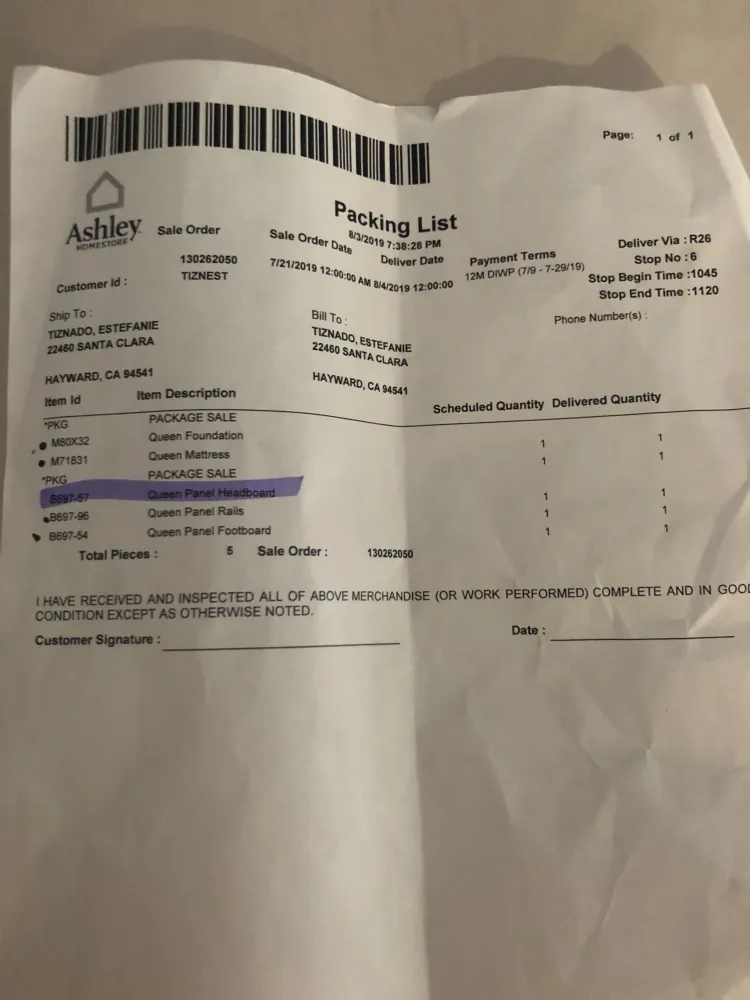 Page: 1 of 1
Ashley
HOMESTORE
Packing List
8/3/2019 7:38:28 PM
Sale Order
130262050
Sale Order Date
7/21/2019 12:00:00 AM
Deliver Date
8/4/2019 12:00:00
Payment Terms
12M DIWP (7/9 - 7-29/19)
Deliver Via : R26
Stop No : 6
Stop Begin Time :1045
Stop End Time :1120
Customer Id : TIZNEST
Phone Number(s) :
Ship To :
TIZNADO, ESTEFANIE
22460 SANTA CLARA
HAYWARD, CA 94541
Bill To :
TIZNADO, ESTEFANIE
22460 SANTA CLARA
HAYWARD, CA 94541
Item Id Item Description Scheduled Quantity Delivered Quantity
*PKG PACKAGE SALE
M80X32 Queen Foundation 1 1
M71831 Queen Mattress 1 1
*PKG PACKAGE SALE
B697-57 Queen Panel Headboard 1 1
B697-96 Queen Panel Rails 1 1
B697-54 Queen Panel Footboard 1 1
Total Pieces : 5 Sale Order : 130262050
I HAVE RECEIVED AND INSPECTED ALL OF ABOVE MERCHANDISE (OR WORK PERFORMED) COMPLETE AND IN GOOD
CONDITION EXCEPT AS OTHERWISE NOTED.
Customer Signature : Date :